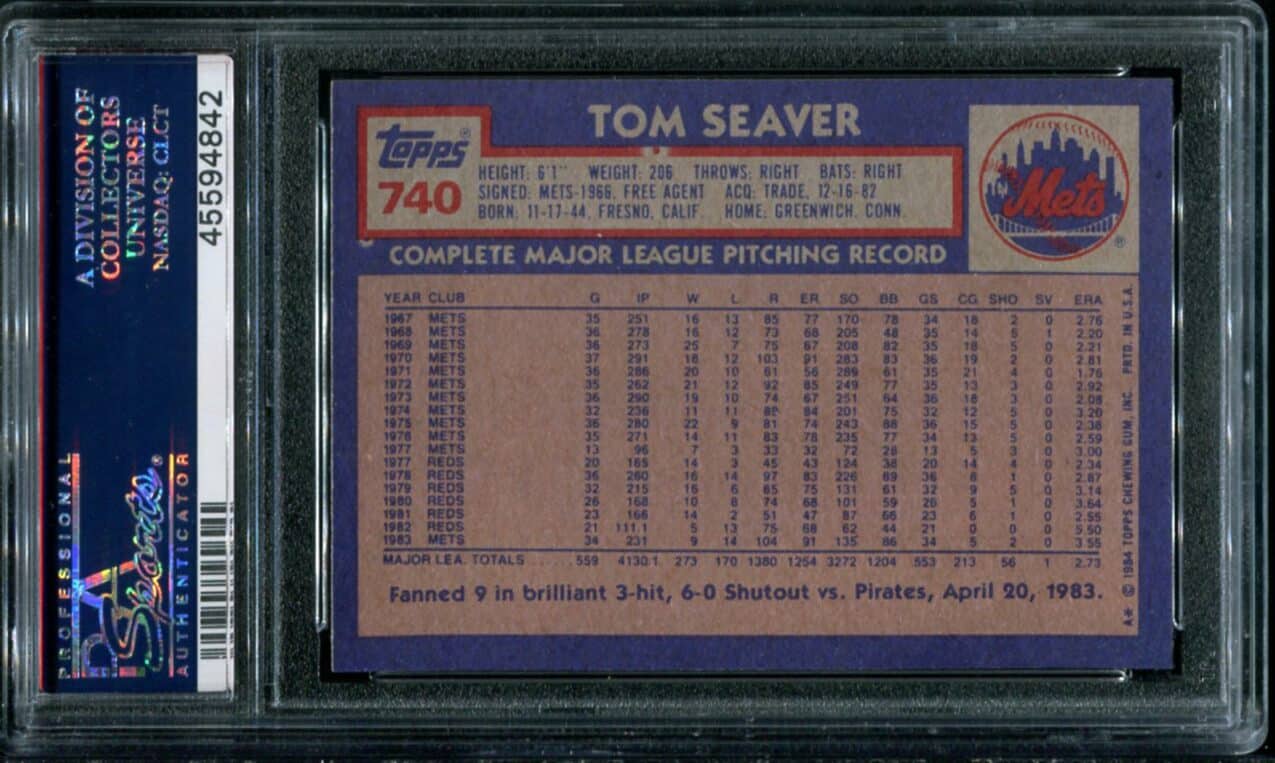 A DIVISION OF
COLLECTORS
UNIVERSE
NASDAQ: CLCT
45594842
PROFESSIONAL
PSA
Sports®
AUTHENTICATOR
TOM SEAVER
Topps®
740
HEIGHT: 6'1" WEIGHT: 206 THROWS: RIGHT BATS: RIGHT
SIGNED: METS-1966, FREE AGENT ACQ: TRADE, 12-16-82
BORN: 11-17-44, FRESNO, CALIF. HOME: GREENWICH, CONN.
Mets
®
COMPLETE MAJOR LEAGUE PITCHING RECORD
YEAR CLUB G IP W L R ER SO BB GS CG SHO SV ERA
1967 METS 35 251 16 13 85 77 170 78 34 18 2 0 2.76
1968 METS 36 278 16 12 73 68 205 48 35 14 5 1 2.20
1969 METS 36 273 25 7 75 67 208 82 35 18 5 0 2.21
1970 METS 37 291 18 12 103 91 283 83 36 19 2 0 2.81
1971 METS 36 286 20 10 61 56 289 61 35 21 4 0 1.76
1972 METS 35 262 21 12 92 85 249 77 35 13 3 0 2.92
1973 METS 36 290 19 10 74 67 251 64 36 18 3 0 2.08
1974 METS 32 236 11 11 89 84 201 75 32 12 5 0 3.20
1975 METS 36 280 22 9 81 74 243 88 36 15 5 0 2.38
1976 METS 35 271 14 11 83 78 235 77 34 13 5 0 2.59
1977 METS 13 96 7 3 33 32 72 28 13 5 3 0 3.00
1977 REDS 20 165 14 3 45 43 124 38 20 14 4 0 2.34
1978 REDS 36 260 16 14 97 83 226 89 36 8 1 0 2.87
1979 REDS 32 215 16 6 85 75 131 61 32 9 5 0 3.14
1980 REDS 26 168 10 8 74 68 101 59 26 5 1 0 3.64
1981 REDS 23 166 14 2 51 47 87 66 23 6 1 0 2.55
1982 REDS 21 111.1 5 13 75 68 62 44 21 0 0 0 5.50
1983 METS 34 231 9 14 104 91 135 86 34 5 2 0 3.55
MAJOR LEA. TOTALS ...... 559 4130.1 273 170 1380 1254 3272 1204 553 213 56 1 2.73
Fanned 9 in brilliant 3-hit, 6-0 Shutout vs. Pirates, April 20, 1983.
A* © 1984 TOPPS CHEWING GUM, INC. PRTD. IN U.S.A.